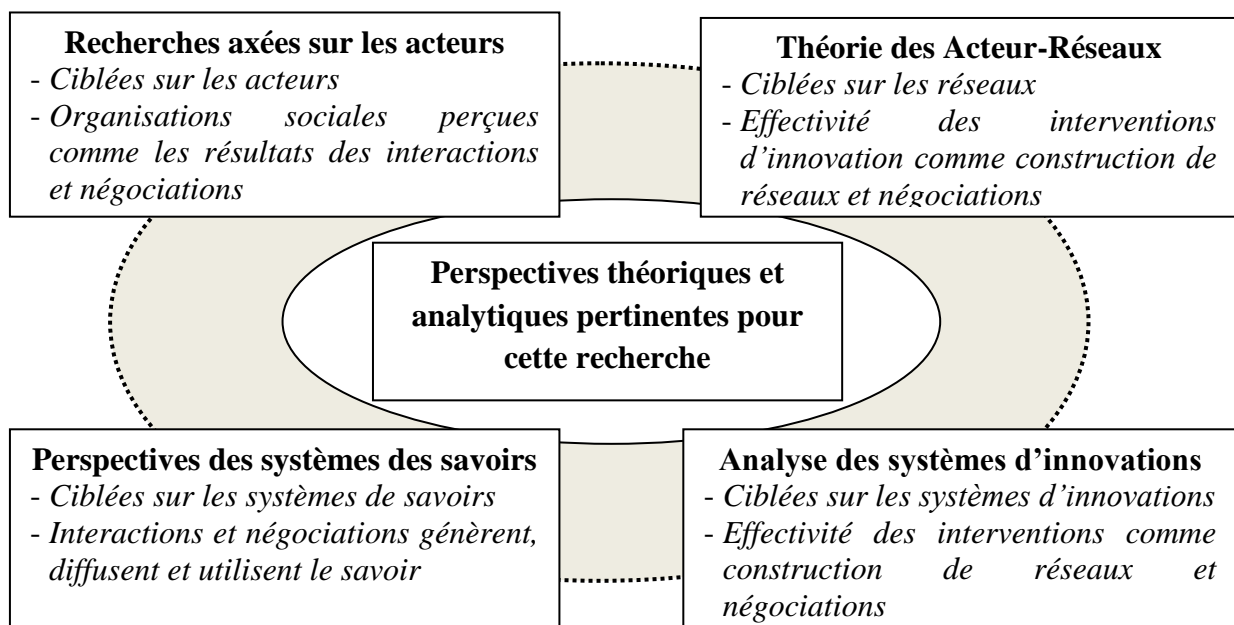 Recherches axées sur les acteurs
- Ciblées sur les acteurs
- Organisations sociales perçues
comme les résultats des interactions
et négociations
Théorie des Acteur-Réseaux
- Ciblées sur les réseaux
- Effectivité des interventions
d’innovation comme construction de
réseaux et négociations
Perspectives théoriques et
analytiques pertinentes pour
cette recherche
Perspectives des systèmes des savoirs
- Ciblées sur les systèmes de savoirs
- Interactions et négociations génèrent,
diffusent et utilisent le savoir
Analyse des systèmes d’innovations
- Ciblées sur les systèmes d’innovations
- Effectivité des interventions comme
construction de réseaux et
négociations